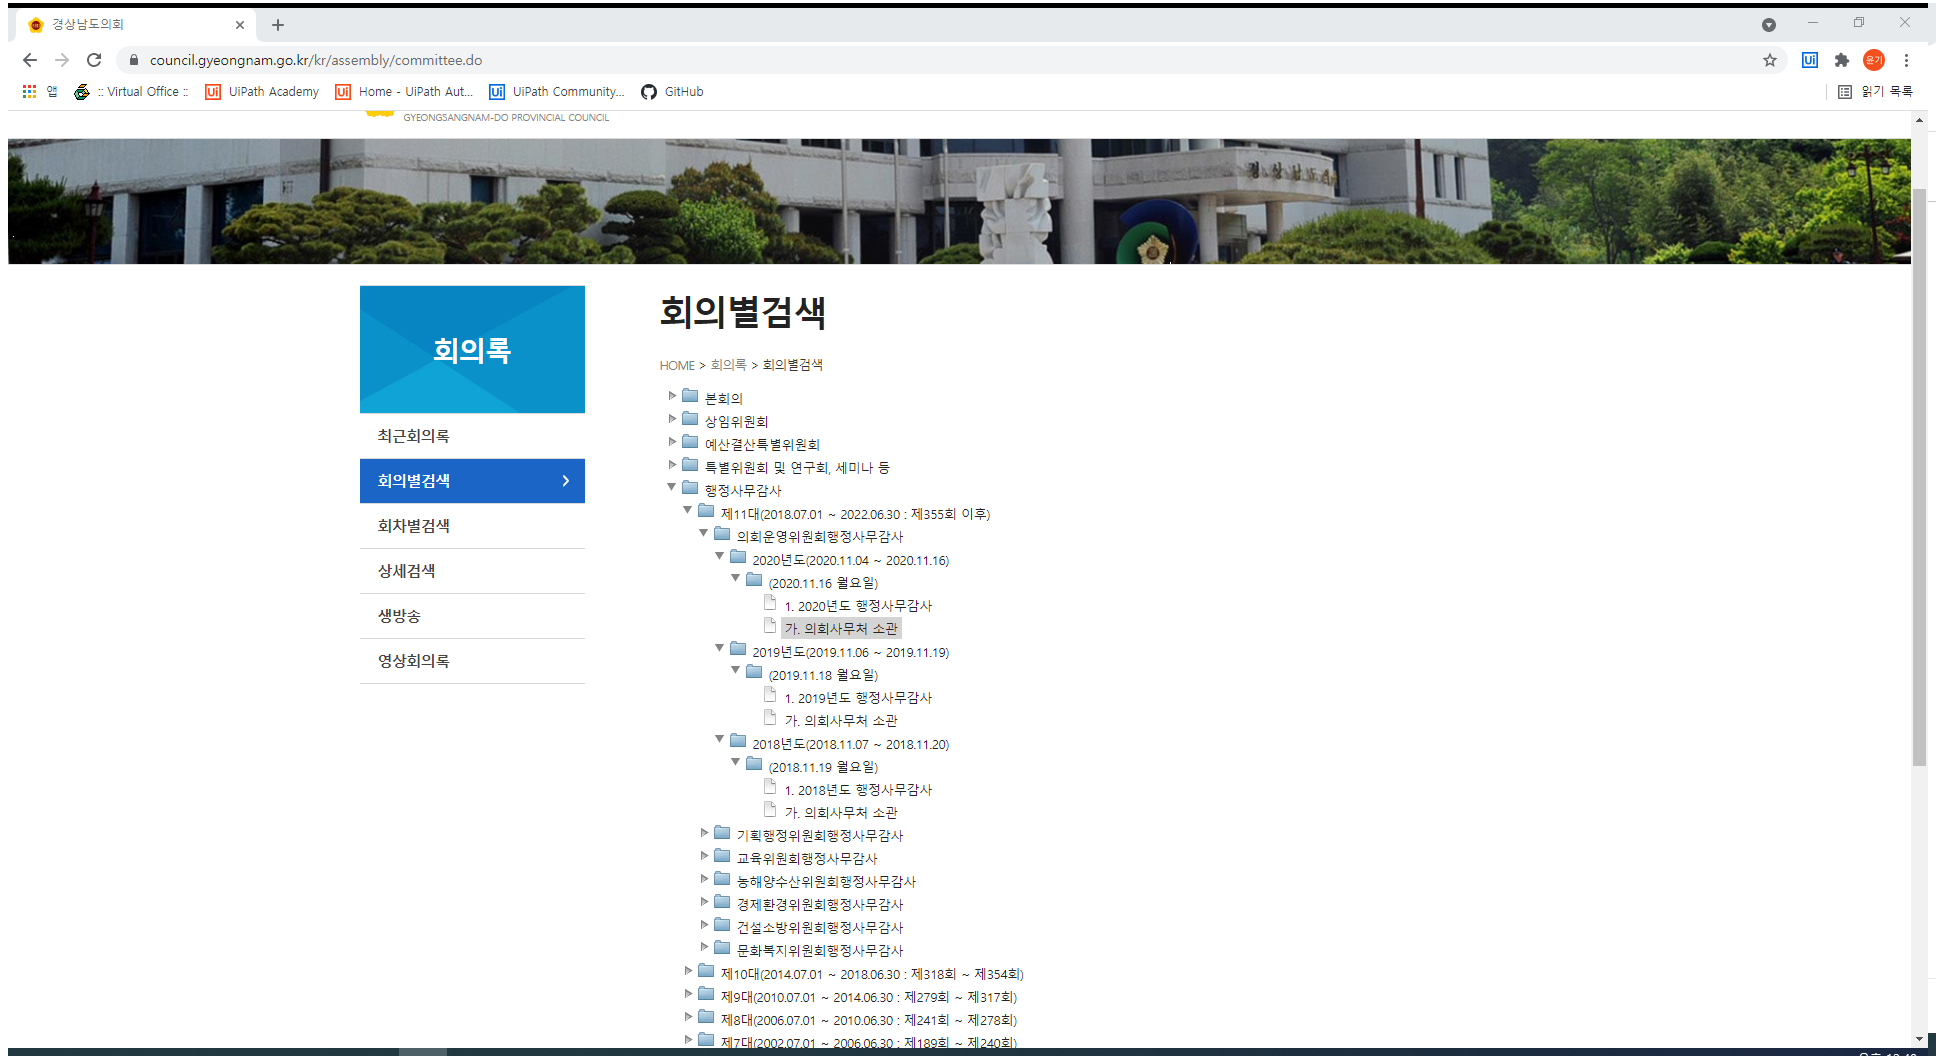 경상남도의회
council.gyeongnam.go.kr/kr/assembly/committee.do
윤기
앱
:: Virtual Office ::
UiPath Academy
Home - UiPath Aut...
UiPath Community...
GitHub
읽기 목록
GYEONGSANGNAM-DO PROVINCIAL COUNCIL
회의록
최근회의록
회의별검색
회차별검색
상세검색
생방송
영상회의록
회의별검색
HOME > 회의록 > 회의별검색
본회의
상임위원회
예산결산특별위원회
특별위원회 및 연구회, 세미나 등
행정사무감사
제11대(2018.07.01 ~ 2022.06.30 : 제355회 이후)
의회운영위원회행정사무감사
2020년도(2020.11.04 ~ 2020.11.16)
(2020.11.16 월요일)
1. 2020년도 행정사무감사
가. 의회사무처 소관
2019년도(2019.11.06 ~ 2019.11.19)
(2019.11.18 월요일)
1. 2019년도 행정사무감사
가. 의회사무처 소관
2018년도(2018.11.07 ~ 2018.11.20)
(2018.11.19 월요일)
1. 2018년도 행정사무감사
가. 의회사무처 소관
기획행정위원회행정사무감사
교육위원회행정사무감사
농해양수산위원회행정사무감사
경제환경위원회행정사무감사
건설소방위원회행정사무감사
문화복지위원회행정사무감사
제10대(2014.07.01 ~ 2018.06.30 : 제318회 ~ 제354회)
제9대(2010.07.01 ~ 2014.06.30 : 제279회 ~ 제317회)
제8대(2006.07.01 ~ 2010.06.30 : 제241회 ~ 제278회)
제7대(2002.07.01 ~ 2006.06.30 : 제189회 ~ 제240회)